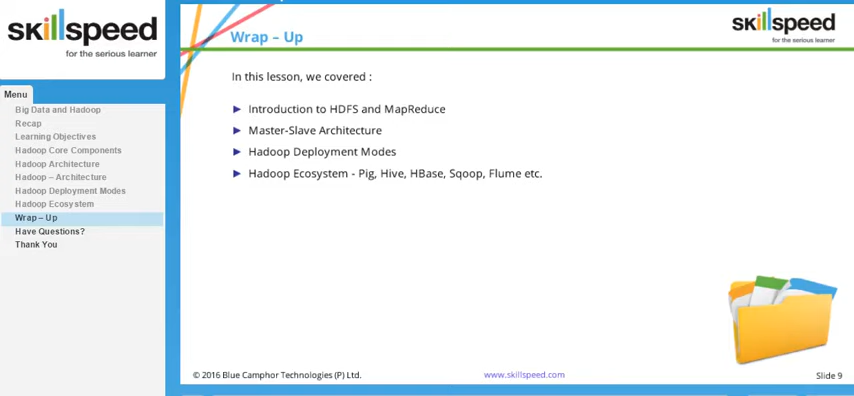 skillspeed
for the serious learner
Menu
Big Data and Hadoop
Recap
Learning Objectives
Hadoop Core Components
Hadoop Architecture
Hadoop – Architecture
Hadoop Deployment Modes
Hadoop Ecosystem
Wrap – Up
Have Questions?
Thank You
Wrap – Up
skillspeed
for the serious learner
In this lesson, we covered :
► Introduction to HDFS and MapReduce
► Master-Slave Architecture
► Hadoop Deployment Modes
► Hadoop Ecosystem - Pig, Hive, HBase, Sqoop, Flume etc.
© 2016 Blue Camphor Technologies (P) Ltd.
www.skillspeed.com
Slide 9